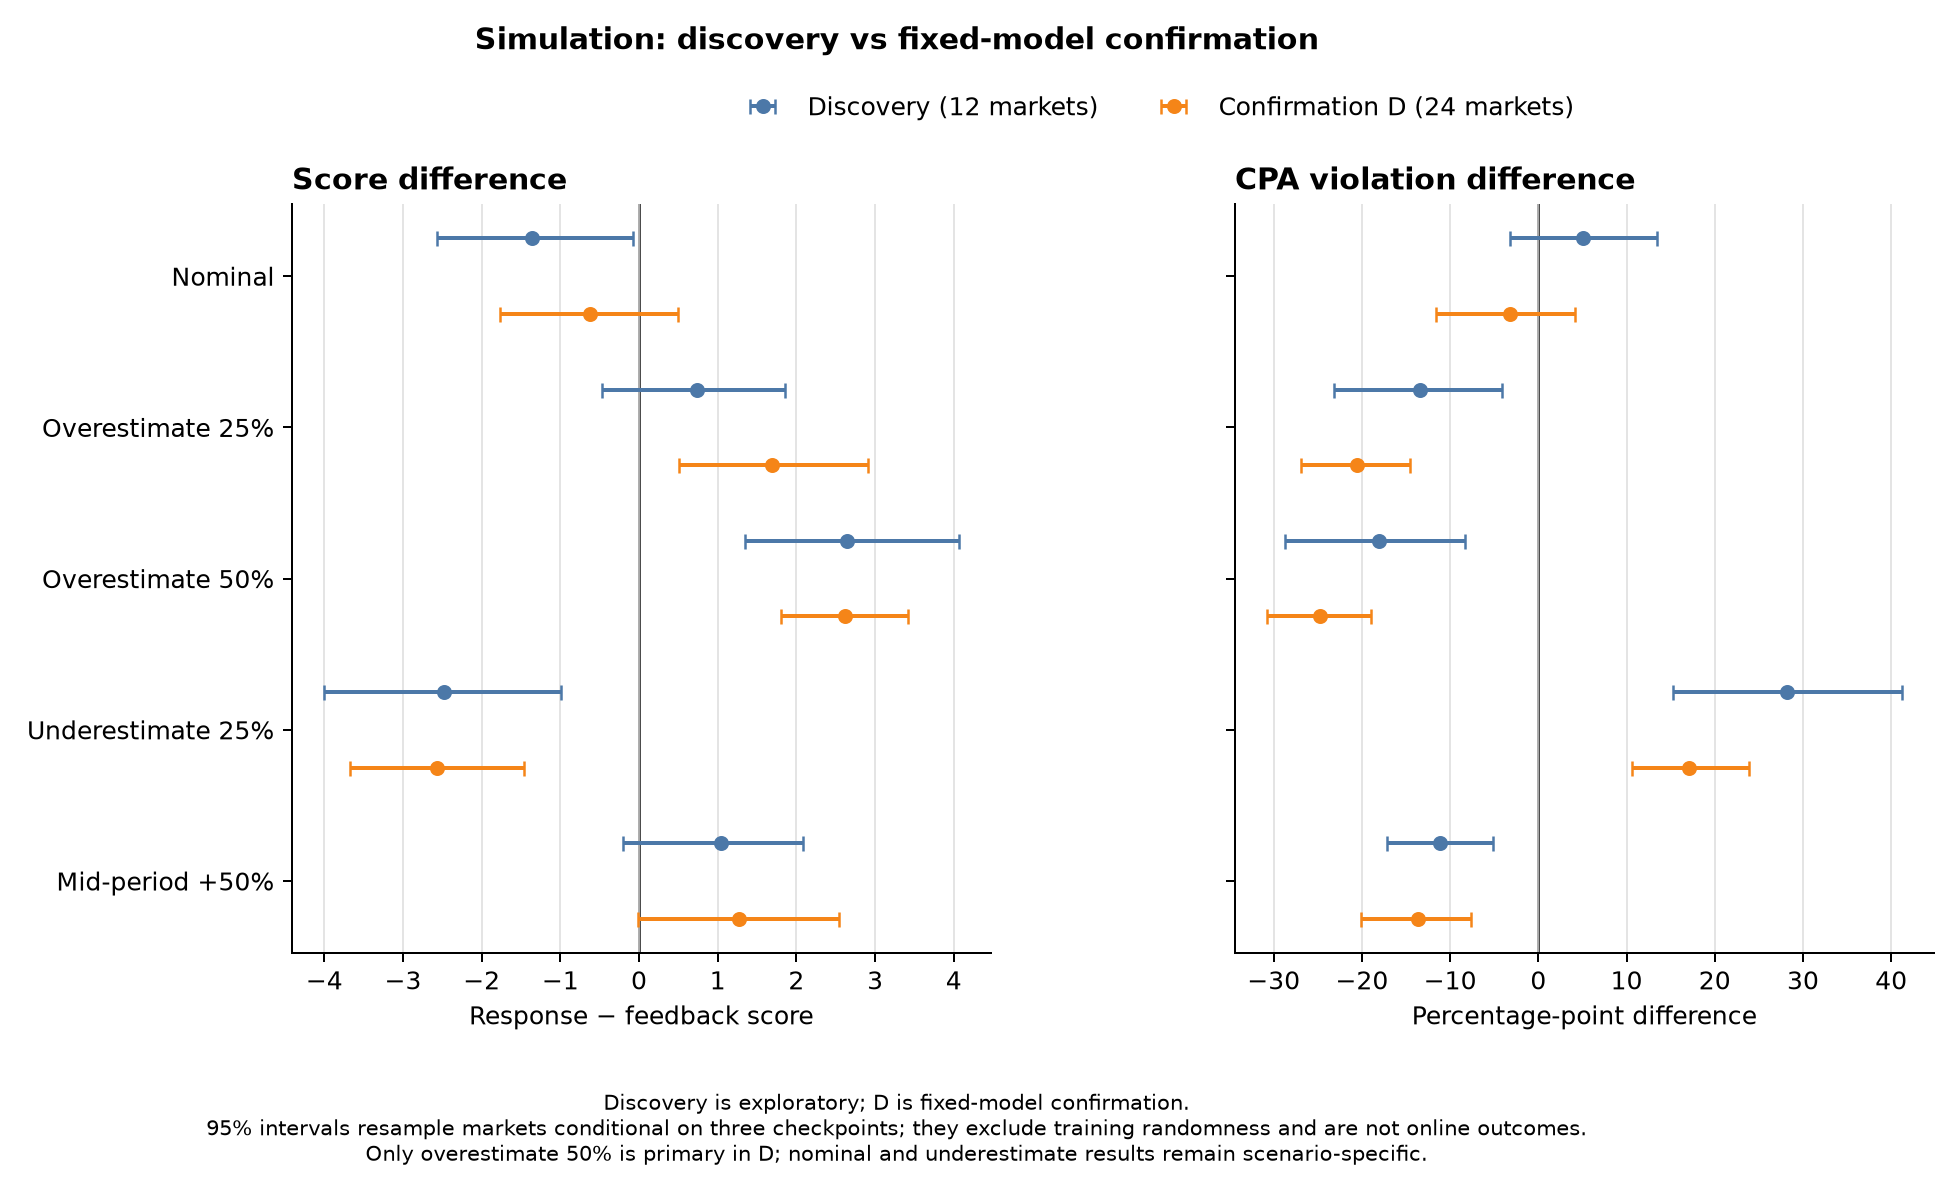 Simulation: discovery vs fixed-model confirmation
Discovery (12 markets)
Confirmation D (24 markets)
Score difference
Nominal
Overestimate 25%
Overestimate 50%
Underestimate 25%
Mid-period +50%
−4 −3 −2 −1 0 1 2 3 4
Response − feedback score
CPA violation difference
−30 −20 −10 0 10 20 30 40
Percentage-point difference
Discovery is exploratory; D is fixed-model confirmation.
95% intervals resample markets conditional on three checkpoints; they exclude training randomness and are not online outcomes.
Only overestimate 50% is primary in D; nominal and underestimate results remain scenario-specific.